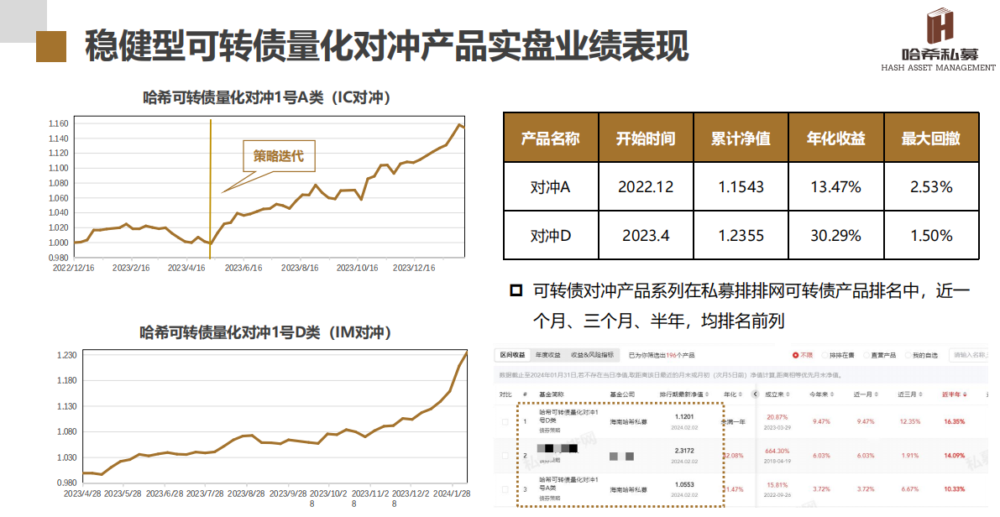 稳健型可转债量化对冲产品实盘业绩表现
哈希私募
HASH ASSET MANAGEMENT
哈希可转债量化对冲1号A类（IC对冲）
1.160
1.140
1.120
1.100
1.080
1.060
1.040
1.020
1.000
0.980
策略迭代
2022/12/16 2023/2/16 2023/4/16 2023/6/16 2023/8/16 2023/10/16 2023/12/16
哈希可转债量化对冲1号D类（IM对冲）
1.230
1.180
1.130
1.080
1.030
0.980
2023/4/28 2023/5/28 2023/6/28 2023/7/28 2023/8/28 2023/9/28 2023/10/2 2023/11/2 2023/12/2 2024/1/28
8 8 8
产品名称 开始时间 累计净值 年化收益 最大回撤
对冲A 2022.12 1.1543 13.47% 2.53%
对冲D 2023.4 1.2355 30.29% 1.50%
可转债对冲产品系列在私募排排网可转债产品排名中，近一
个月、三个月、半年，均排名前列
区间收益 年度收益 收益&风险指标 已为你筛选出196个产品 不限 排排在售 直营产品 我的自选 请输入名称,
数据截止至2024年01月31日,若不存在当日净值,取距离该日最近的月末或月初（次月5日前）净值计算,距离相等优先月末净值。
对比 # 基金简称 基金公司 排行期最新净值 年化 成立来 今年来 近一月 近三月 近半年
哈希可转债量化对冲1
号D类
债券策略
1 海南哈希私募 1.1201 2024.02.02 满一年 20.87% 2023-03-29 9.47% 9.47% 12.35% 16.35%
2 2.3172 2024.02.02 2.08% 664.30% 2018-04-19 6.03% 6.03% 1.91% 14.09%
哈希可转债量化对冲1
号A类
债券策略
3 海南哈希私募 1.0553 2024.02.02 1.47% 15.81% 2022-09-26 3.72% 3.72% 6.67% 10.33%